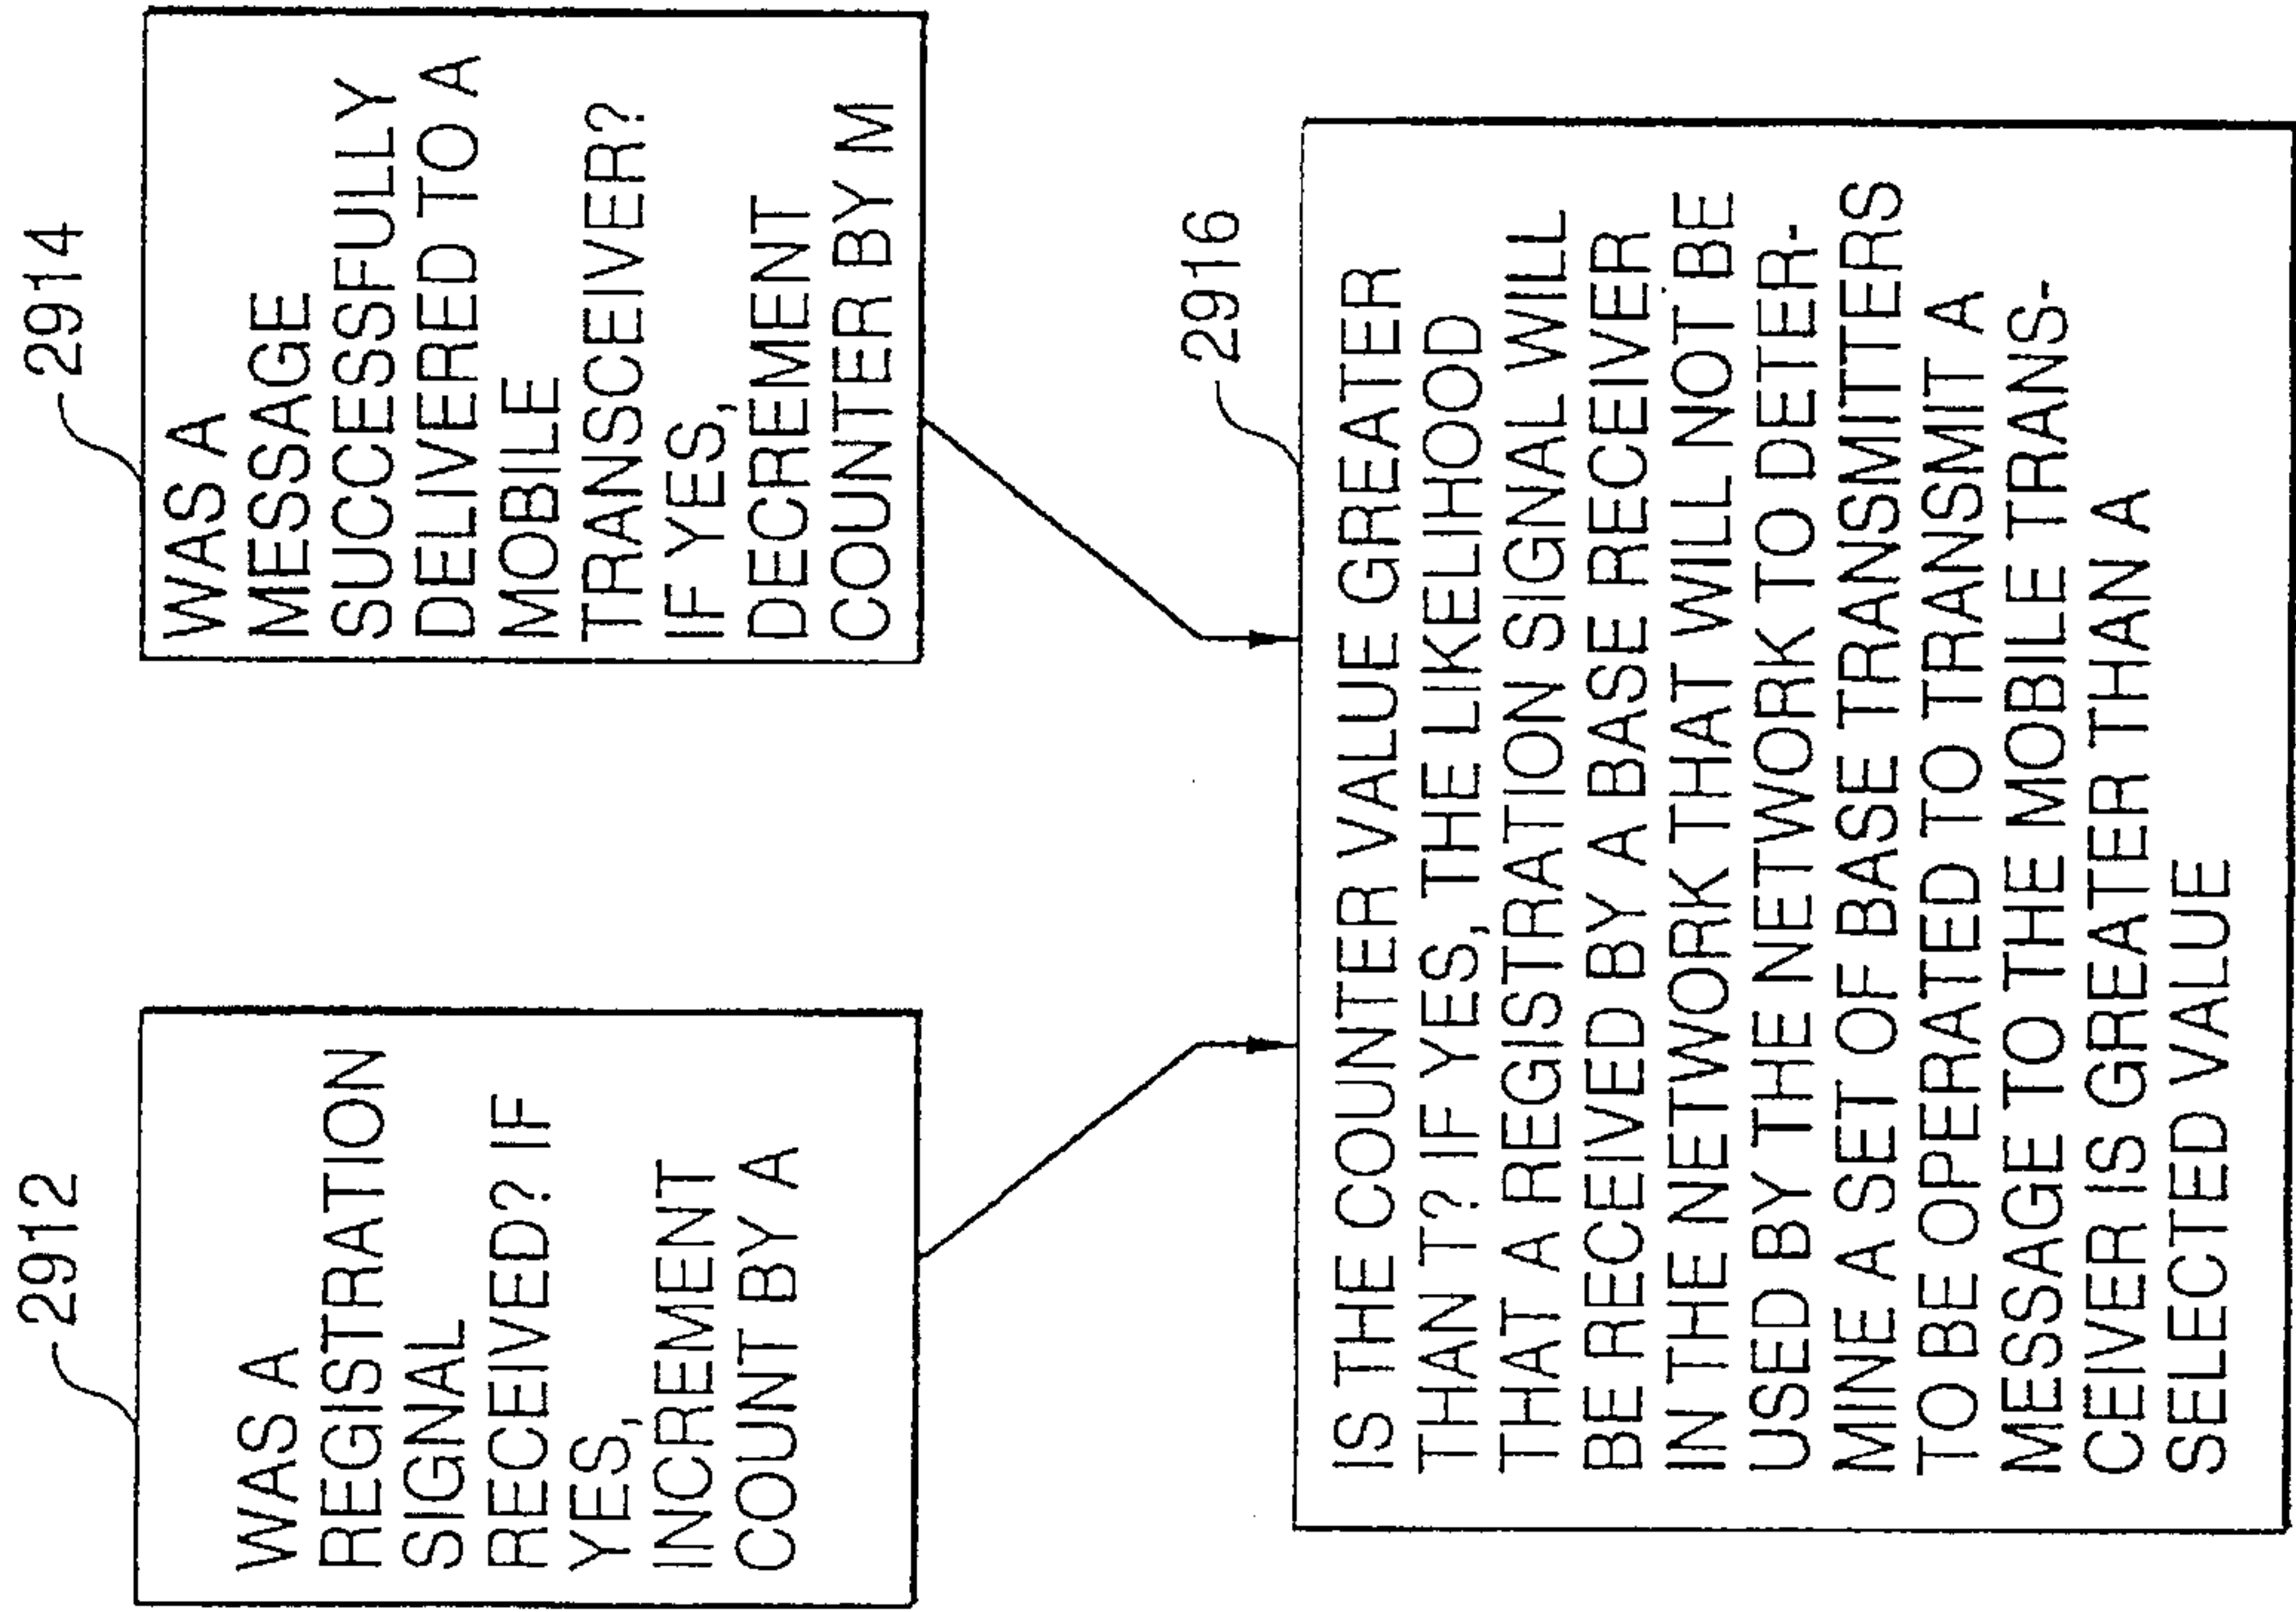 2912
WAS A
REGISTRATION
SIGNAL
RECEIVED? IF
YES,
INCREMENT
COUNT BY A
2914
WAS A
MESSAGE
SUCCESSFULLY
DELIVERED TO A
MOBILE
TRANSCEIVER?
IF YES,
DECREMENT
COUNTER BY M
2916
IS THE COUNTER VALUE GREATER
THAN T? IF YES, THE LIKELIHOOD
THAT A REGISTRATION SIGNAL WILL
BE RECEIVED BY A BASE RECEIVER
IN THE NETWORK THAT WILL NOT BE
USED BY THE NETWORK TO DETER-
MINE A SET OF BASE TRANSMITTERS
TO BE OPERATED TO TRANSMIT A
MESSAGE TO THE MOBILE TRANS-
CEIVER IS GREATER THAN A
SELECTED VALUE